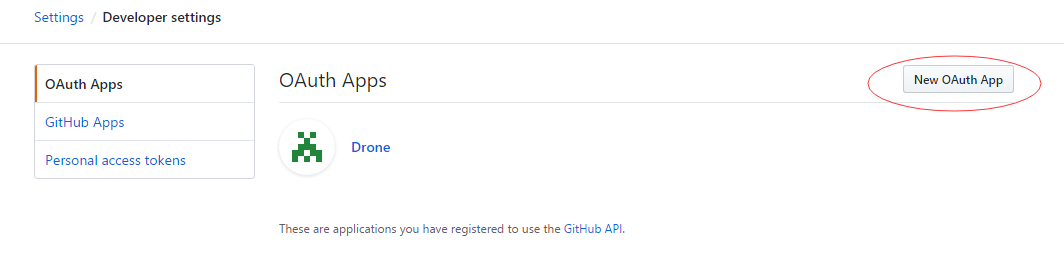 Settings / Developer settings
OAuth Apps
GitHub Apps
Personal access tokens
OAuth Apps
New OAuth App
Drone
These are applications you have registered to use the GitHub API.